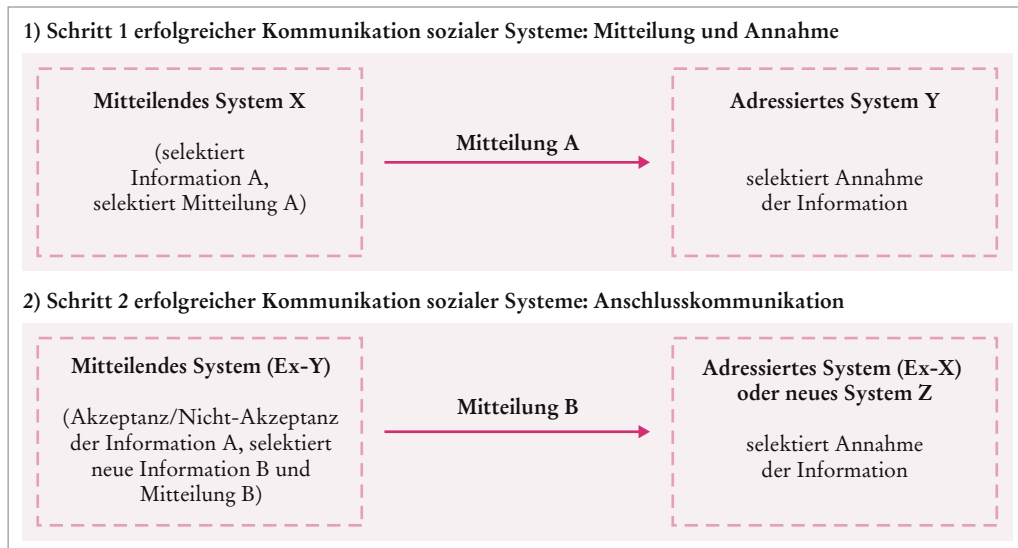 1) Schritt 1 erfolgreicher Kommunikation sozialer Systeme: Mitteilung und Annahme
Mitteilendes System X
(selektiert
Information A,
selektiert Mitteilung A)
Mitteilung A
Adressiertes System Y
selektiert Annahme
der Information
2) Schritt 2 erfolgreicher Kommunikation sozialer Systeme: Anschlusskommunikation
Mitteilendes System (Ex-Y)
(Akzeptanz/Nicht-Akzeptanz
der Information A, selektiert
neue Information B und
Mitteilung B)
Mitteilung B
Adressiertes System (Ex-X)
oder neues System Z
selektiert Annahme
der Information